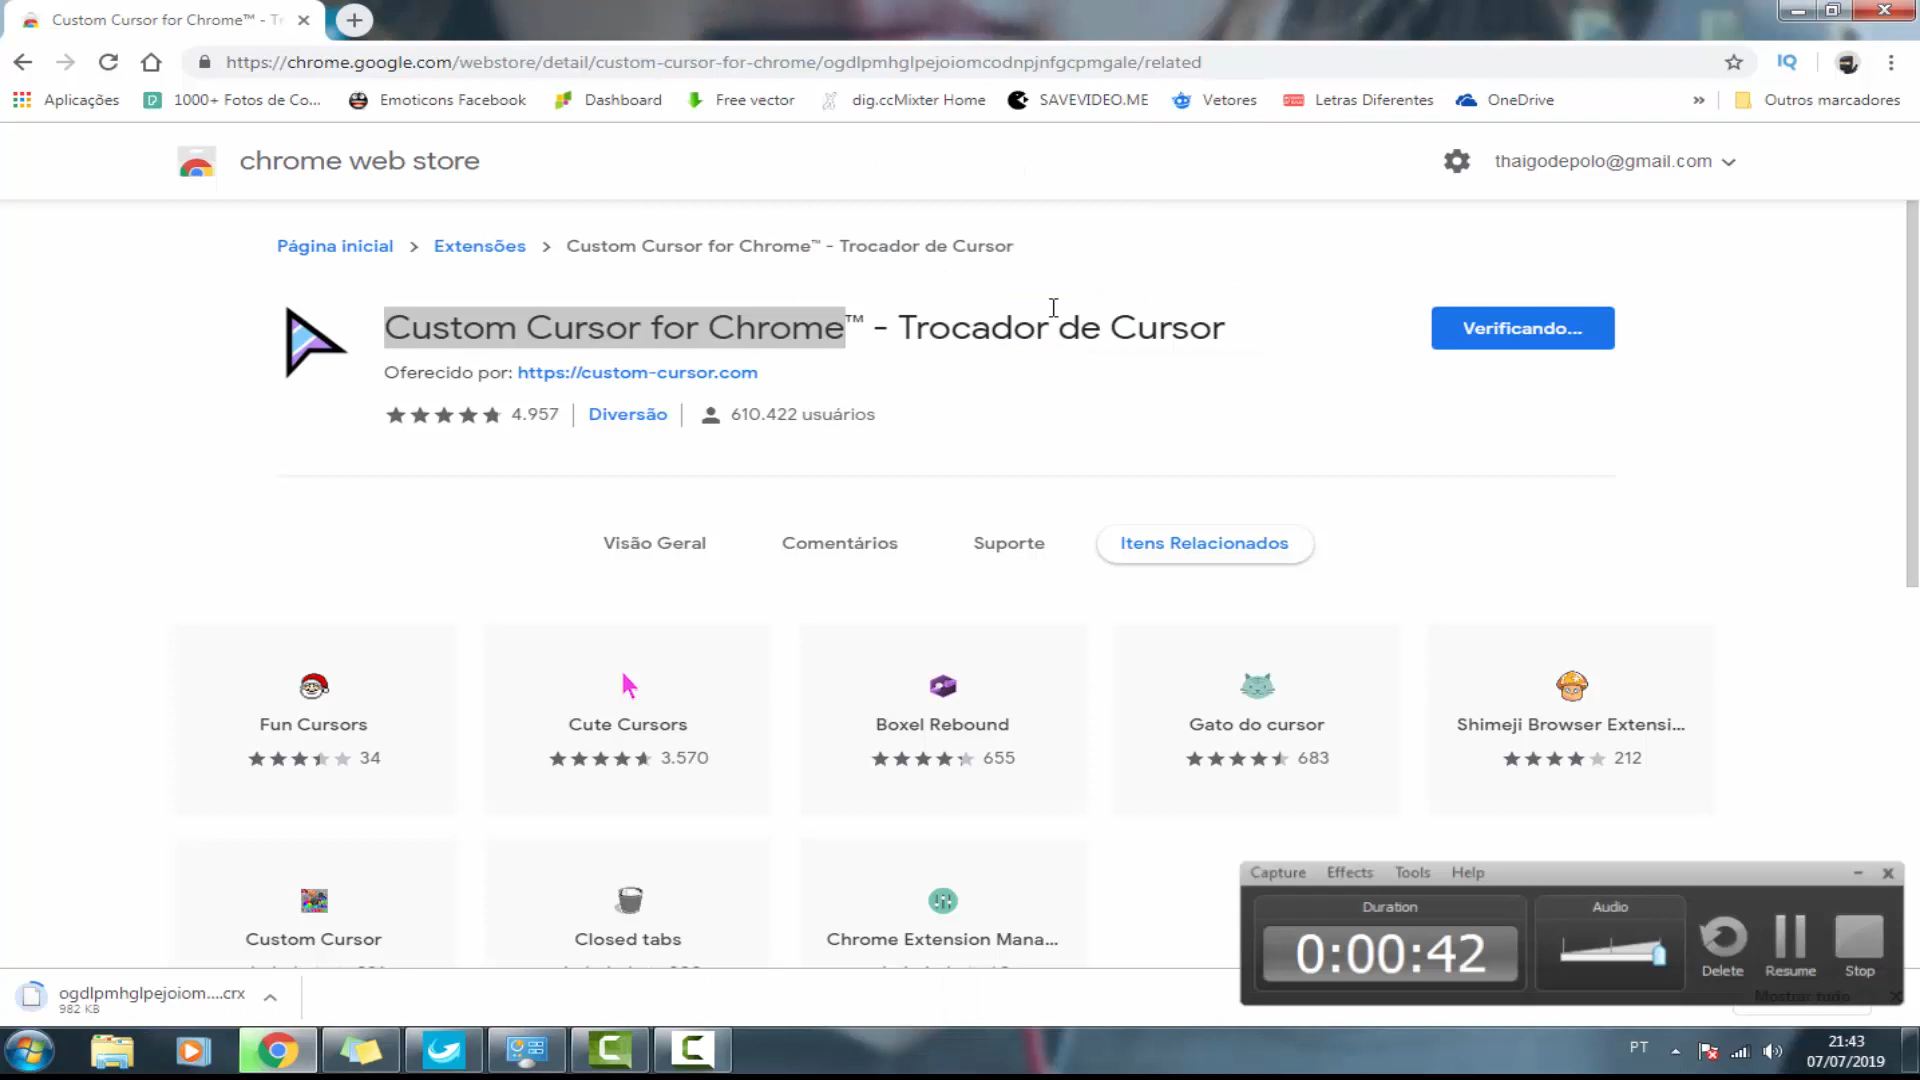 Custom Cursor for Chrome™ - Tr
https://chrome.google.com/webstore/detail/custom-cursor-for-chrome/ogdlpmhglpejoiomcodnpjnfgcpmgale/related
IQ
Aplicações 1000+ Fotos de Co... Emoticons Facebook Dashboard Free vector dig.ccMixter Home SAVEVIDEO.ME Vetores Letras Diferentes OneDrive » Outros marcadores
chrome web store
thaigodepolo@gmail.com
Página inicial > Extensões > Custom Cursor for Chrome™ - Trocador de Cursor
Custom Cursor for Chrome™ - Trocador de Cursor
Verificando...
Oferecido por: https://custom-cursor.com
4.957 Diversão 610.422 usuários
Visão Geral Comentários Suporte Itens Relacionados
Fun Cursors Cute Cursors Boxel Rebound Gato do cursor Shimeji Browser Extensi...
34 3.570 655 683 212
Custom Cursor Closed tabs Chrome Extension Mana...
Capture Effects Tools Help
Duration Audio
0:00:42
Delete Resume Stop
Mostrar tudo
ogdlpmhglpejoiom....crx
982 KB
PT
21:43
07/07/2019